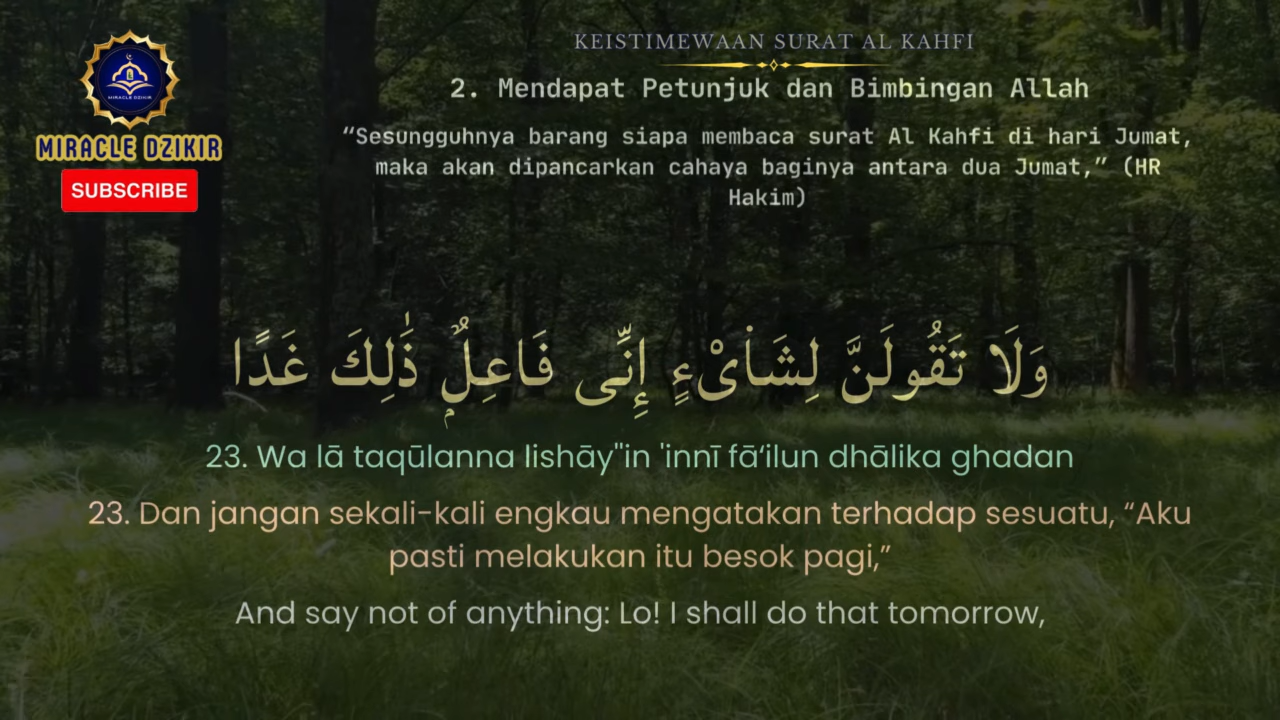 KEISTIMEWAAN SURAT AL KAHFI
2. Mendapat Petunjuk dan Bimbingan Allah
“Sesungguhnya barang siapa membaca surat Al Kahfi di hari Jumat,
maka akan dipancarkan cahaya baginya antara dua Jumat,” (HR
Hakim)
MIRACLE DZIKIR
MIRACLE DZIKIR
SUBSCRIBE
وَلَا تَقُولَنَّ لِشَا۟ىْءٍ إِنِّى فَاعِلٌۭ ذَٰلِكَ غَدًا
23. Wa lā taqūlanna lishāy"in 'innī fā‘ilun dhālika ghadan
23. Dan jangan sekali-kali engkau mengatakan terhadap sesuatu, “Aku
pasti melakukan itu besok pagi,”
And say not of anything: Lo! I shall do that tomorrow,